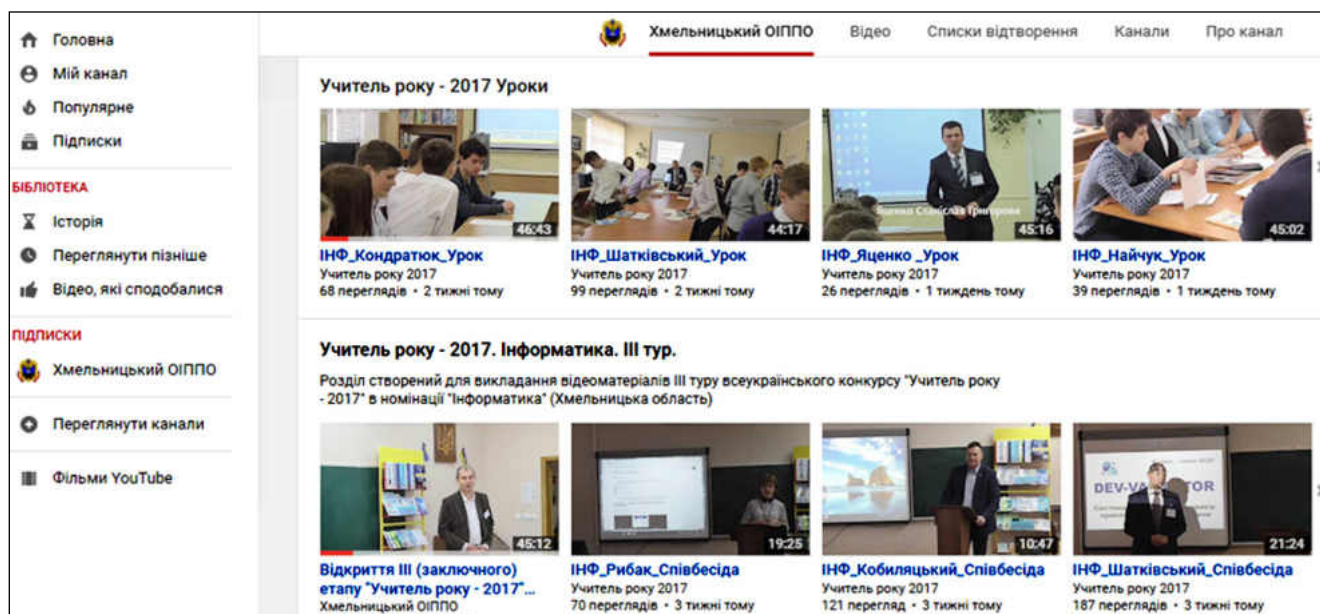 Головна
Мій канал
Популярне
Підписки
БІБЛІОТЕКА
Історія
Переглянути пізніше
Відео, які сподобалися
ПІДПИСКИ
Хмельницький ОІППО
Переглянути канали
Фільми YouTube
Хмельницький ОІППО Відео Списки відтворення Канали Про канал
Учитель року - 2017 Уроки
46:43 44:17 45:16 45:02
ІНФ_Кондратюк_Урок
Учитель року 2017
68 переглядів • 2 тижні тому
ІНФ_Шатківський_Урок
Учитель року 2017
99 переглядів • 2 тижні тому
ІНФ_Яценко _Урок
Учитель року 2017
26 переглядів • 1 тиждень тому
ІНФ_Найчук_Урок
Учитель року 2017
39 переглядів • 1 тиждень тому
Учитель року - 2017. Інформатика. III тур.
Розділ створений для викладання відеоматеріалів III туру всеукраїнського конкурсу "Учитель року
- 2017" в номінації "Інформатика" (Хмельницька область)
45:12 19:25 10:47 21:24
Відкриття III (заключного)
етапу "Учитель року - 2017"...
Хмельницький ОІППО
ІНФ_Рибак_Співбесіда
Учитель року 2017
70 переглядів • 3 тижні тому
ІНФ_Кобиляцький_Співбесіда
Учитель року 2017
121 перегляд • 3 тижні тому
ІНФ_Шатківський_Співбесіда
Учитель року 2017
187 переглядів • 3 тижні тому